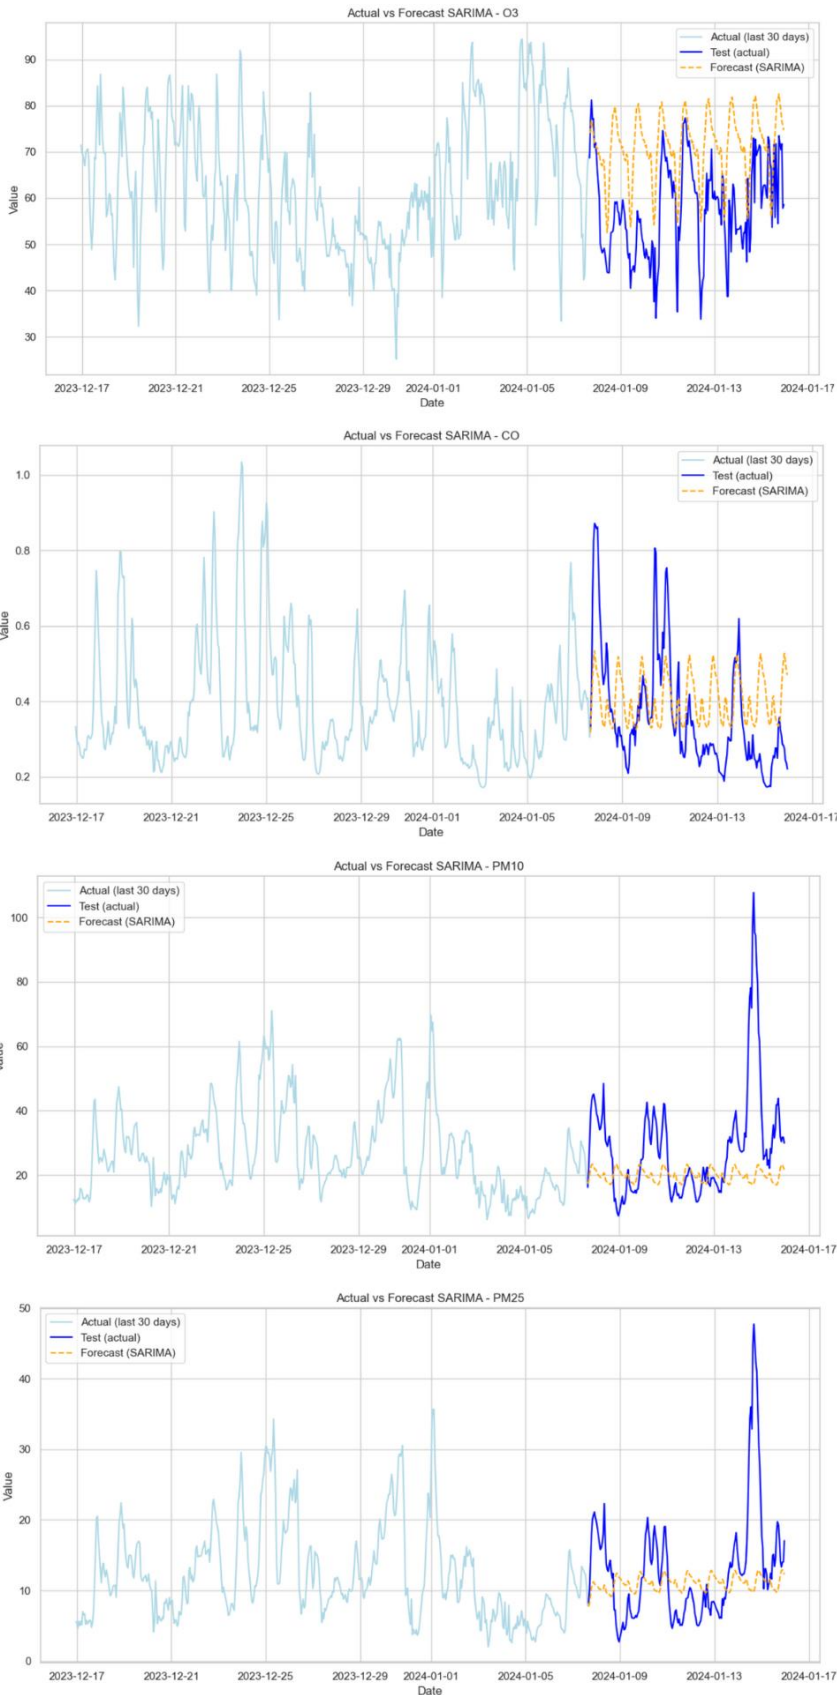 Actual vs Forecast SARIMA - O3
Actual (last 30 days)
Test (actual)
Forecast (SARIMA)
90
80
70
60
50
40
30
Value
2023-12-17 2023-12-21 2023-12-25 2023-12-29 2024-01-01 2024-01-05 2024-01-09 2024-01-13 2024-01-17
Date
Actual vs Forecast SARIMA - CO
Actual (last 30 days)
Test (actual)
Forecast (SARIMA)
1.0
0.8
0.6
0.4
0.2
Value
2023-12-17 2023-12-21 2023-12-25 2023-12-29 2024-01-01 2024-01-05 2024-01-09 2024-01-13 2024-01-17
Date
Actual vs Forecast SARIMA - PM10
Actual (last 30 days)
Test (actual)
Forecast (SARIMA)
100
80
60
40
20
Value
2023-12-17 2023-12-21 2023-12-25 2023-12-29 2024-01-01 2024-01-05 2024-01-09 2024-01-13 2024-01-17
Date
Actual vs Forecast SARIMA - PM25
Actual (last 30 days)
Test (actual)
Forecast (SARIMA)
50
40
30
20
10
0
Value
2023-12-17 2023-12-21 2023-12-25 2023-12-29 2024-01-01 2024-01-05 2024-01-09 2024-01-13 2024-01-17
Date